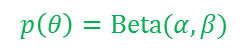 p(θ) = Beta(α, β)